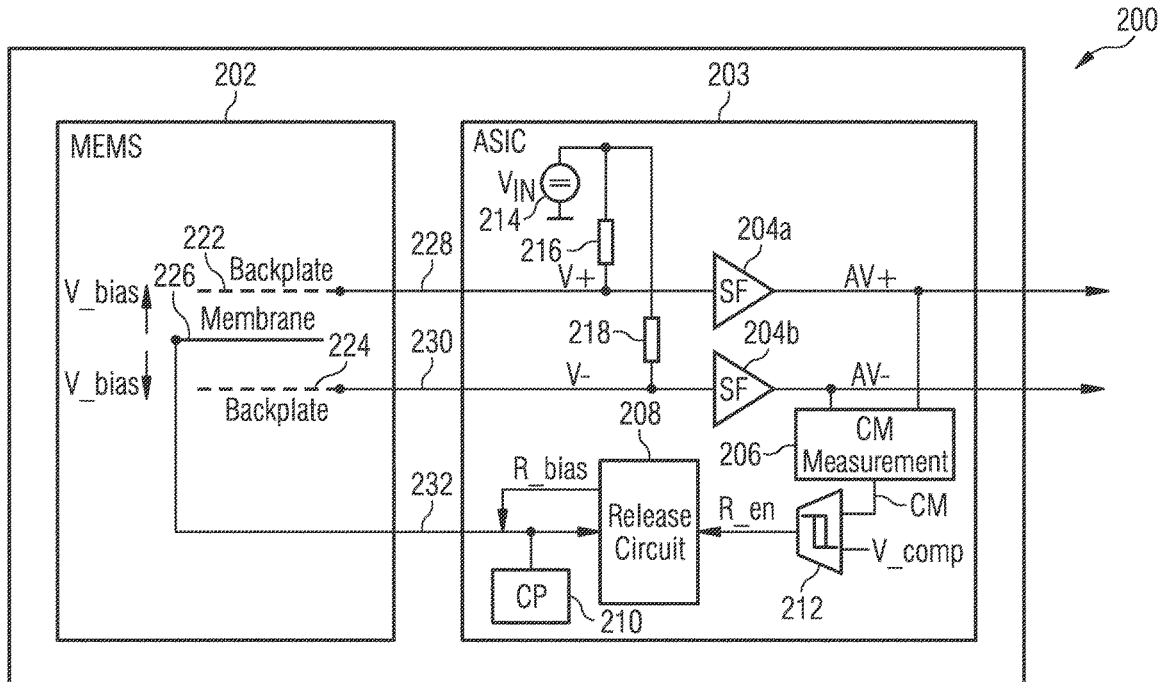 200
202
203
MEMS
ASIC
V_IN
214
216
204a
222
228
226
Backplate
V+
SF
AV+
V_bias
Membrane
218
204b
224
230
V_bias
V-
SF
AV-
Backplate
208
206
CM
Measurement
R_bias
232
R_en
CM
Release
Circuit
V_comp
CP
210
212